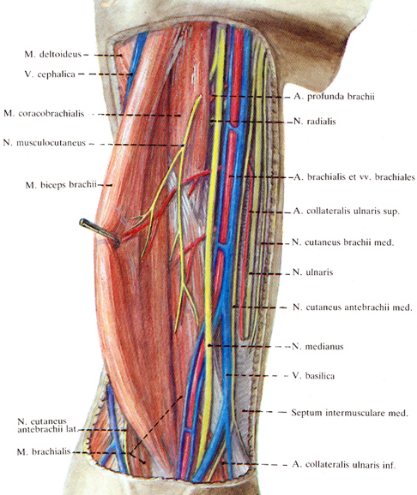 M. deltoideus
V. cephalica
M. coracobrachialis
N. musculocutaneus
M. biceps brachii
N. cutaneus
antebrachii lat.
M. brachialis
A. profunda brachii
N. radialis
A. brachialis et vv. brachiales
A. collateralis ulnaris sup.
N. cutaneus brachii med.
N. ulnaris
N. cutaneus antebrachii med.
N. medianus
V. basilica
Septum intermusculare med.
A. collateralis ulnaris inf.